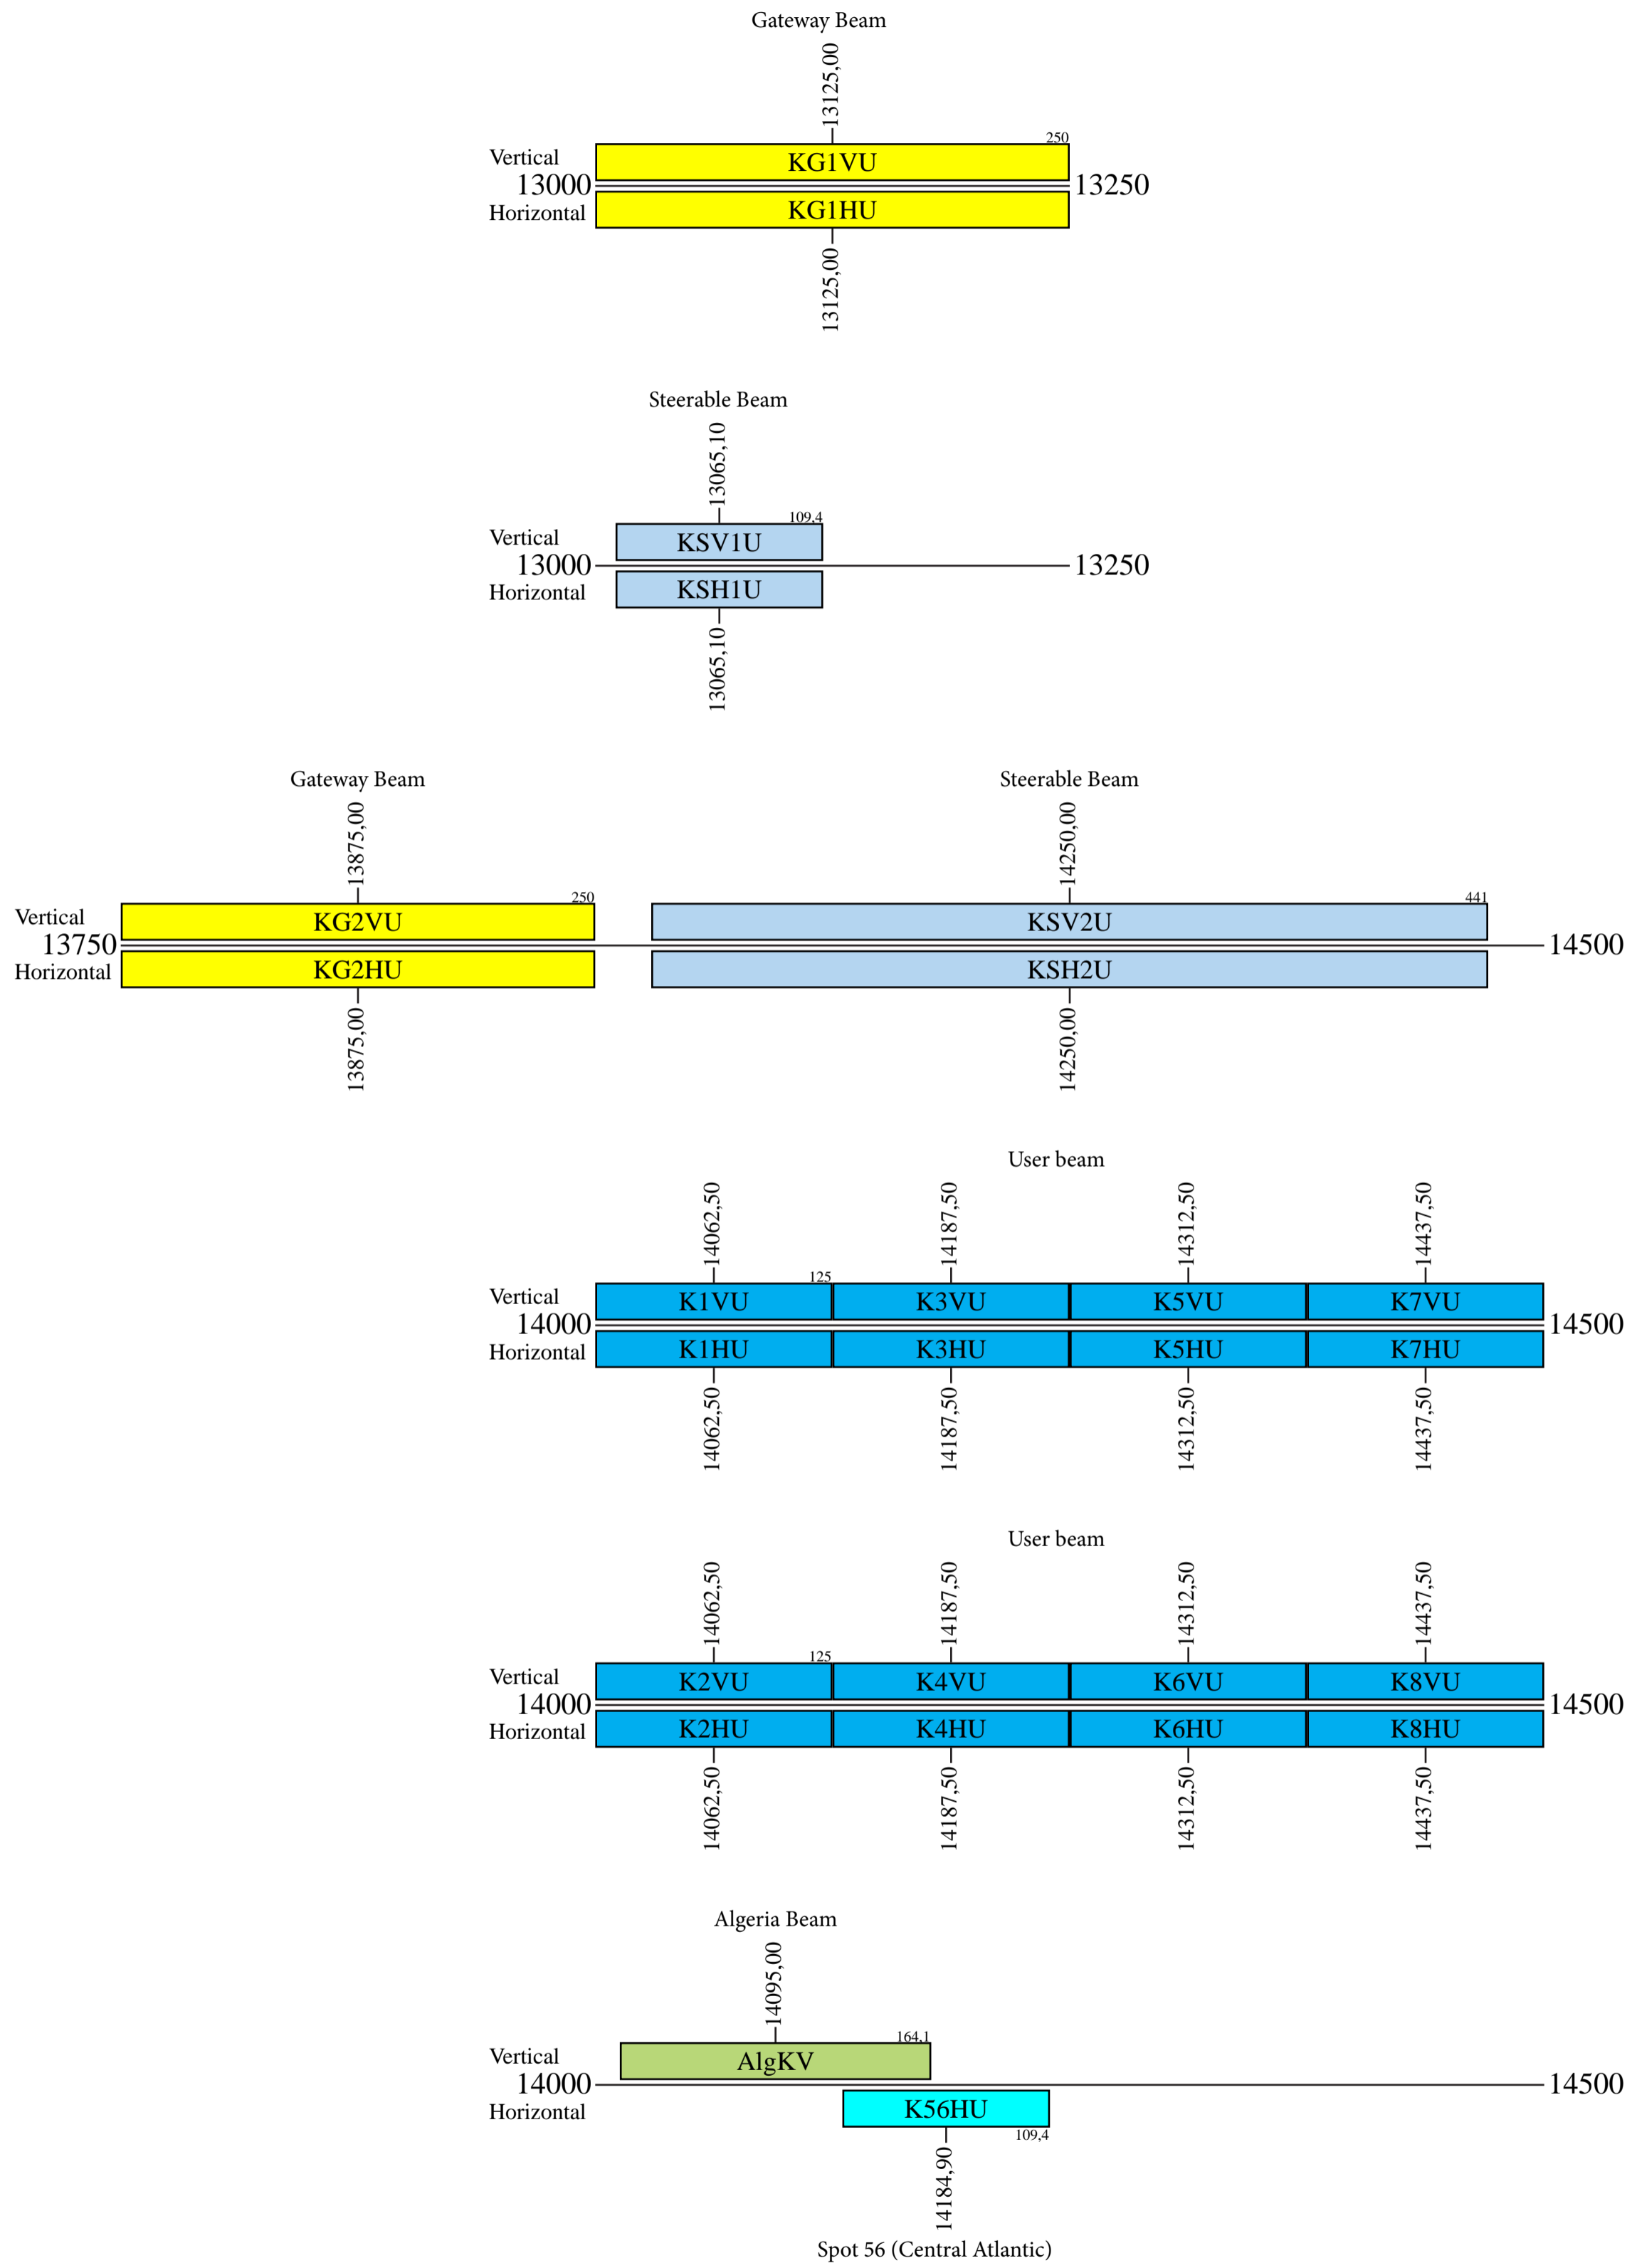 Gateway Beam
13125,00
250
Vertical
KG1VU
13000
13250
Horizontal
KG1HU
13125,00
Steerable Beam
13065,10
109,4
Vertical
KSV1U
13000
13250
Horizontal
KSH1U
13065,10
Gateway Beam
Steerable Beam
13875,00
14250,00
250
441
Vertical
KG2VU
KSV2U
13750
14500
Horizontal
KG2HU
KSH2U
13875,00
14250,00
User beam
14062,50
14187,50
14312,50
14437,50
125
Vertical
K1VU
K3VU
K5VU
K7VU
14000
14500
Horizontal
K1HU
K3HU
K5HU
K7HU
14062,50
14187,50
14312,50
14437,50
User beam
14062,50
14187,50
14312,50
14437,50
125
Vertical
K2VU
K4VU
K6VU
K8VU
14000
14500
Horizontal
K2HU
K4HU
K6HU
K8HU
14062,50
14187,50
14312,50
14437,50
Algeria Beam
14095,00
164,1
Vertical
AlgKV
14000
14500
Horizontal
K56HU
109,4
14184,90
Spot 56 (Central Atlantic)